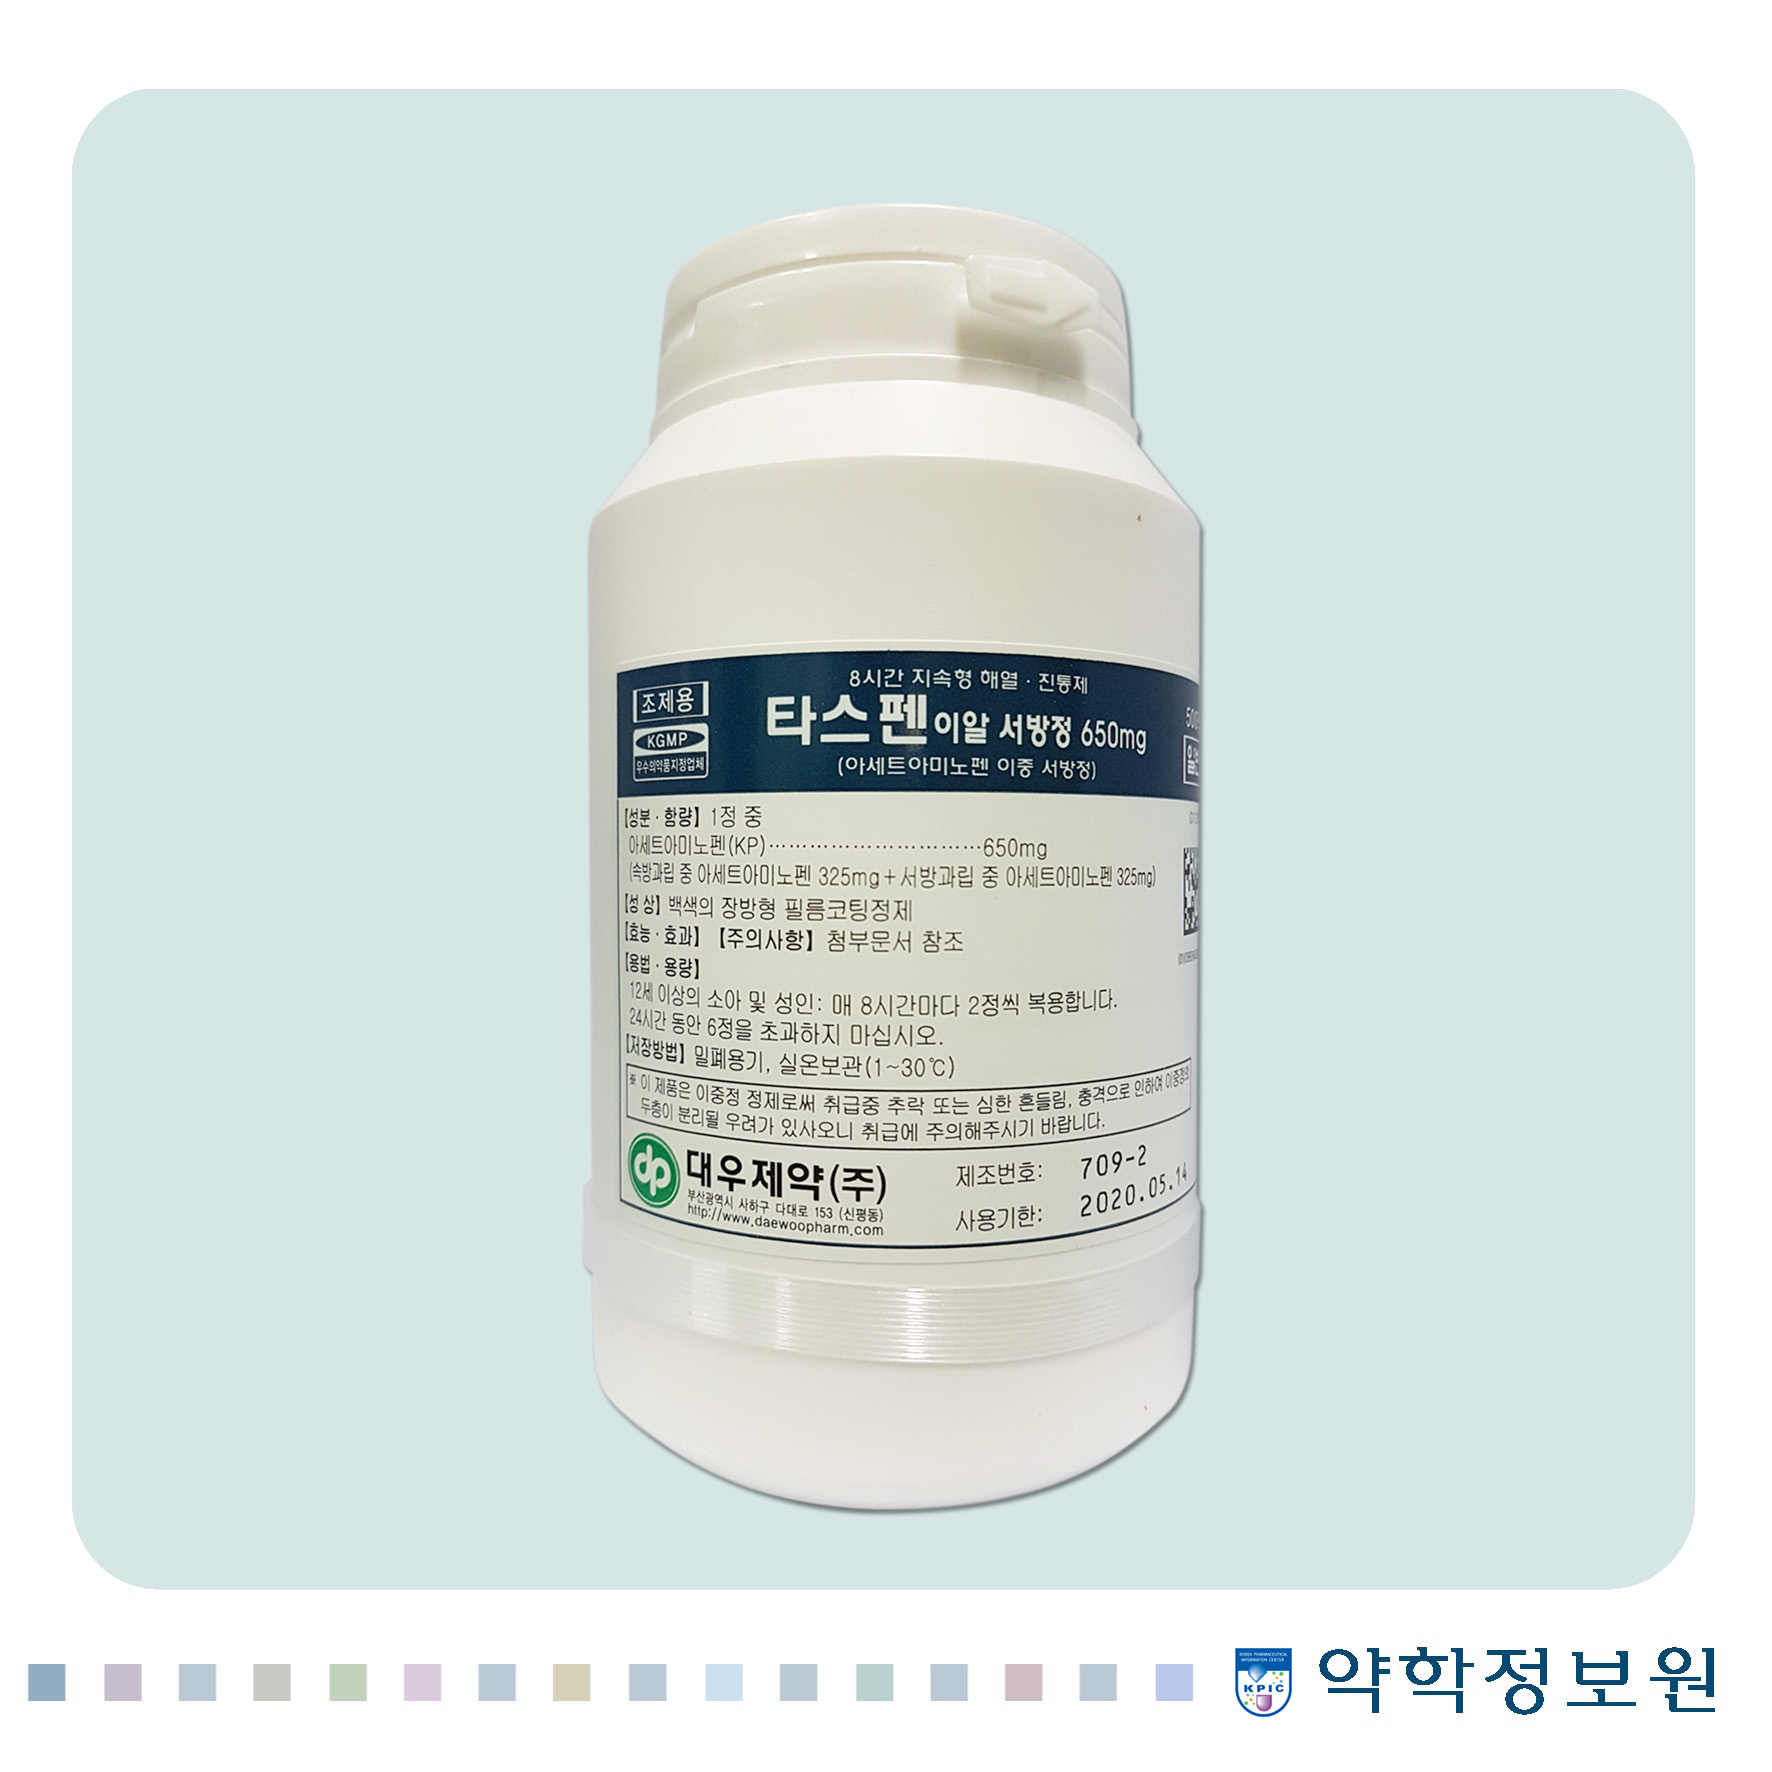 8시간 지속형 해열 · 진통제
조제용
KGMP
우수의약품지정업체
타스펜 이알 서방정 650mg
(아세트아미노펜 이중 서방정)
【성분 · 함량】 1정 중
아세트아미노펜(KP)…………………………650mg
(속방과립 중 아세트아미노펜 325mg+서방과립 중 아세트아미노펜 325mg)
【성 상】 백색의 장방형 필름코팅정제
【효능 · 효과】 【주의사항】 첨부문서 참조
【용법 · 용량】
12세 이상의 소아 및 성인: 매 8시간마다 2정씩 복용합니다.
24시간 동안 6정을 초과하지 마십시오.
【저장방법】 밀폐용기, 실온보관(1~30℃)
※ 이 제품은 이중정 정제로써 취급중 추락 또는 심한 흔들림, 충격으로 인하여 이중정의
두층이 분리될 우려가 있사오니 취급에 주의해주시기 바랍니다.
dp 대우제약(주)
부산광역시 사하구 다대로 153 (신평동)
http://www.daewoopharm.com
제조번호: 709-2
사용기한: 2020.05.14
KOREA PHARMACEUTICAL
INFORMATION CENTER
KPIC
약학정보원